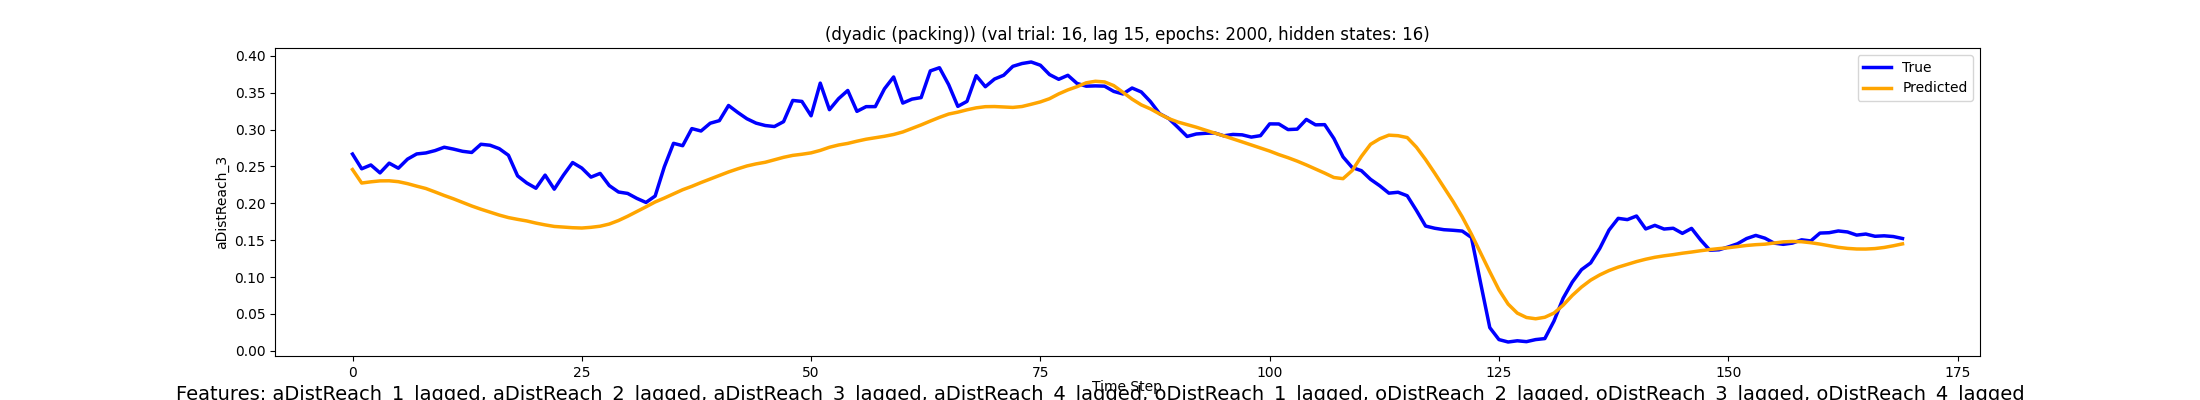 (dyadic (packing)) (val trial: 16, lag 15, epochs: 2000, hidden states: 16)
True
Predicted
aDistReach_3
0.40
0.35
0.30
0.25
0.20
0.15
0.10
0.05
0.00
0 25 50 75 100 125 150 175
Time Step
Features: aDistReach_1_lagged, aDistReach_2_lagged, aDistReach_3_lagged, aDistReach_4_lagged, oDistReach_1_lagged, oDistReach_2_lagged, oDistReach_3_lagged, oDistReach_4_lagged